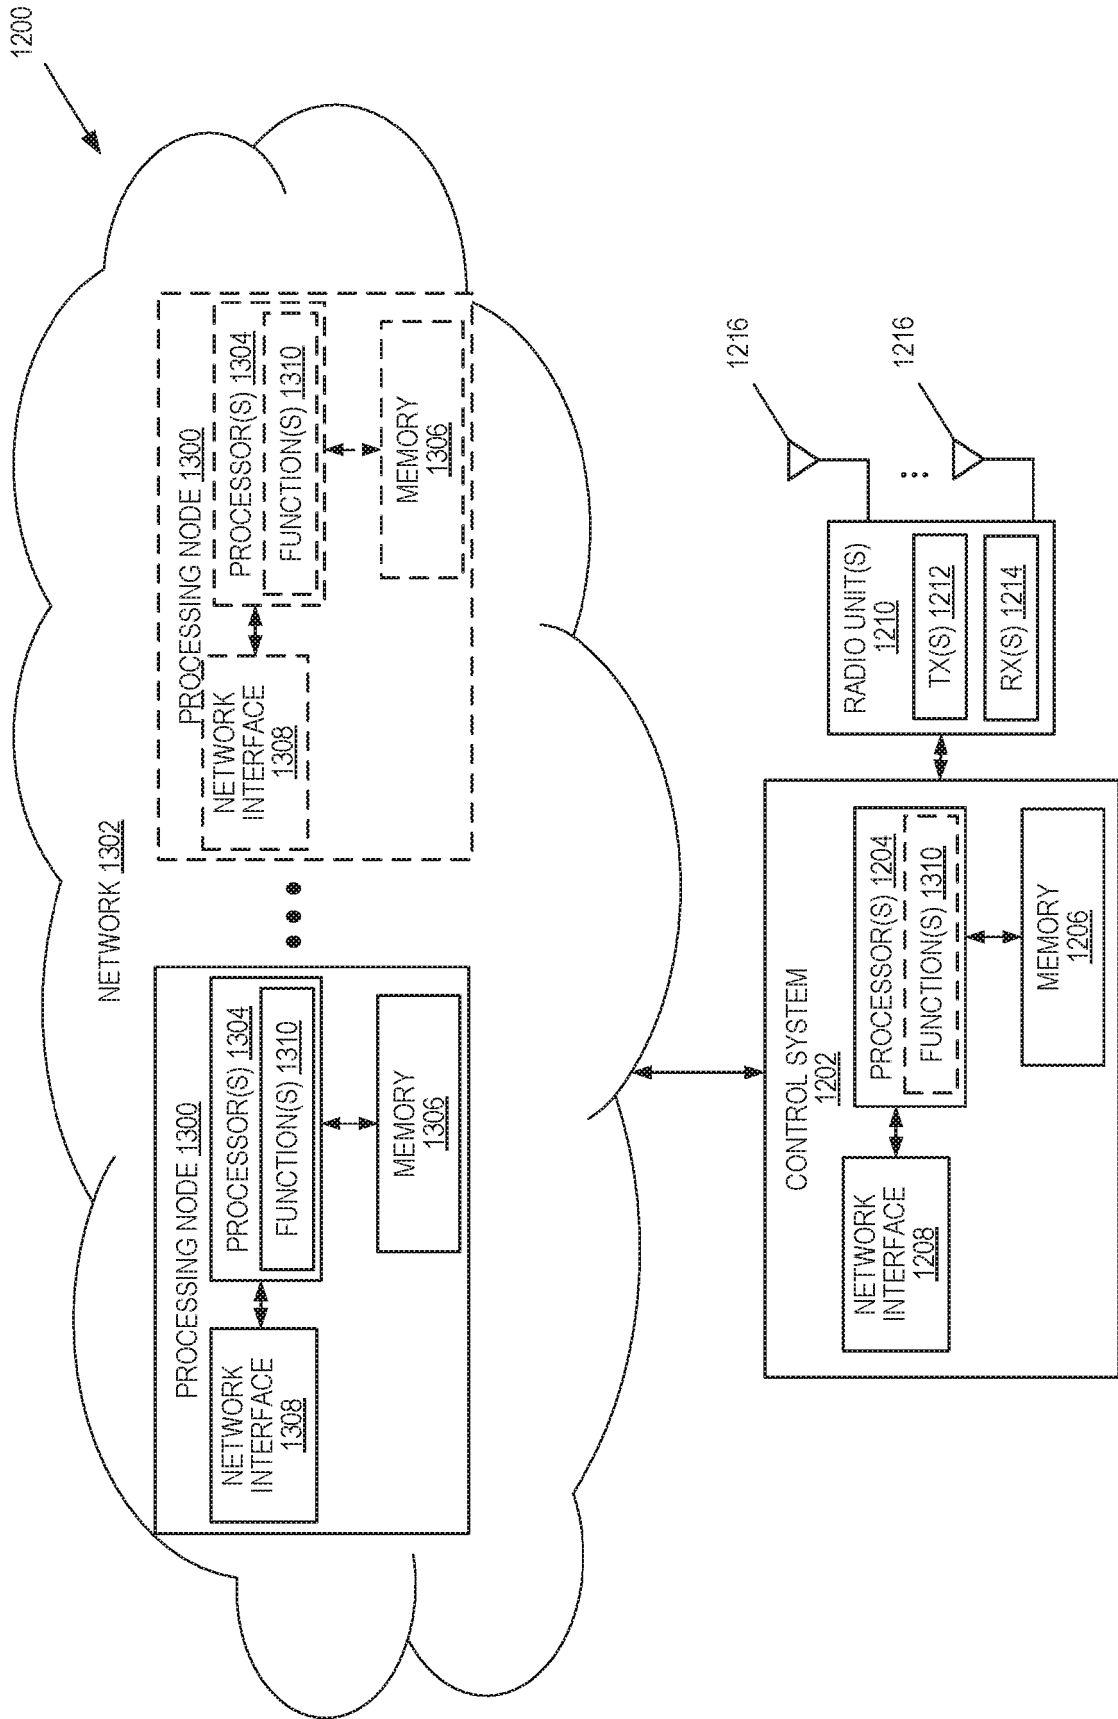 1200
NETWORK 1302
PROCESSING NODE 1300
NETWORK
INTERFACE
1308
PROCESSOR(S) 1304
FUNCTION(S) 1310
MEMORY
1306
PROCESSING NODE 1300
NETWORK
INTERFACE
1308
PROCESSOR(S) 1304
FUNCTION(S) 1310
MEMORY
1306
CONTROL SYSTEM
1202
NETWORK
INTERFACE
1208
PROCESSOR(S) 1204
FUNCTION(S) 1310
MEMORY
1206
RADIO UNIT(S)
1210
TX(S) 1212
RX(S) 1214
1216
...
1216